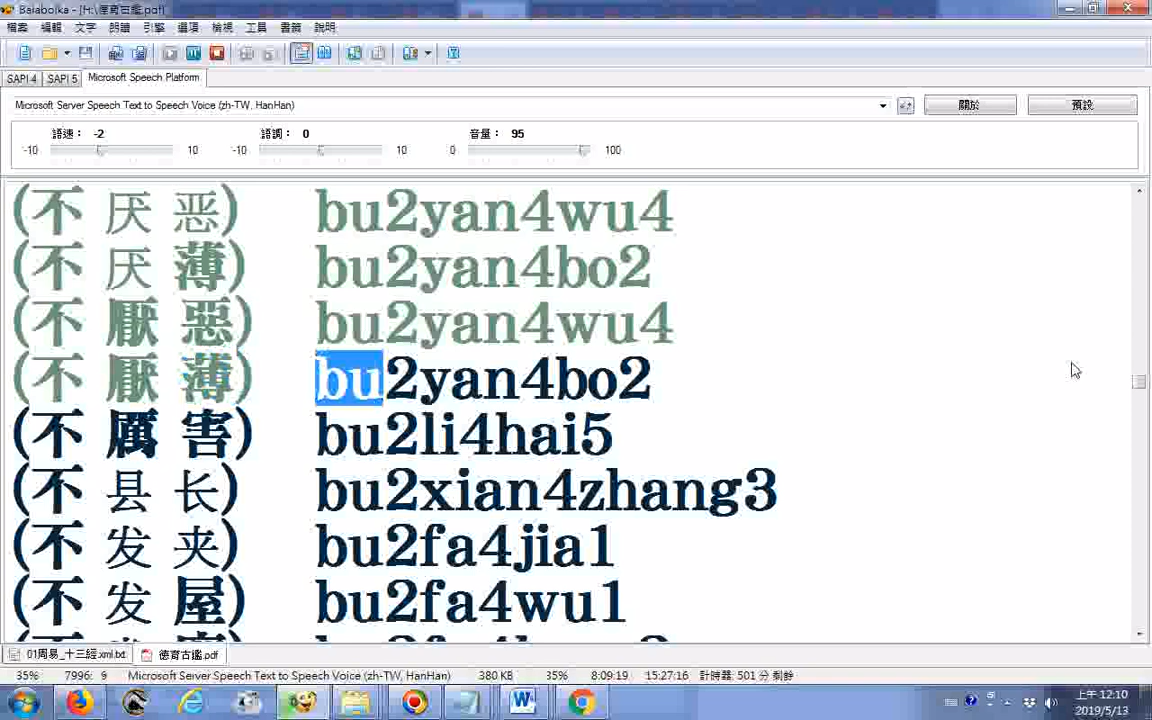 Balabolka - [H:\德育古鑑.pdf]
檔案 編輯 文字 朗讀 引擎 選項 檢視 工具 書籤 說明
SAPI 4 SAPI 5 Microsoft Speech Platform
Microsoft Server Speech Text to Speech Voice (zh-TW, HanHan) 關於 預設
語速： -2 語調： 0 音量： 95
-10 10 -10 10 0 100
(不 厌 恶) bu2yan4wu4
(不 厌 薄) bu2yan4bo2
(不 厭 惡) bu2yan4wu4
(不 厭 薄) bu2yan4bo2
(不 厲 害) bu2li4hai5
(不 县 长) bu2xian4zhang3
(不 发 夹) bu2fa4jia1
(不 发 屋) bu2fa4wu1
01周易_十三經.xml.txt 德育古鑑.pdf
35% 7996: 9 Microsoft Server Speech Text to Speech Voice (zh-TW, HanHan) 380 KB 35% 8:09:19 15:27:16 計時器: 501 分 剩餘
上午 12:10
2019/5/13